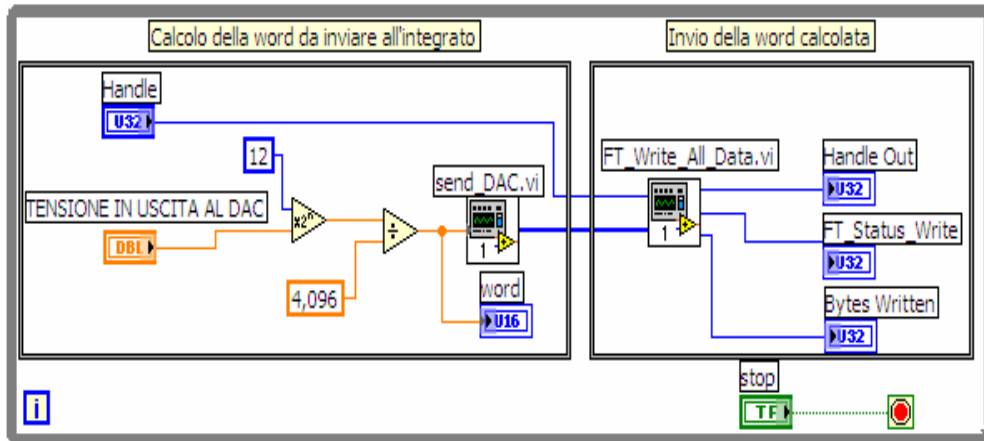 Calcolo della word da inviare all'integrato
Invio della word calcolata
Handle
U32
12
TENSIONE IN USCITA AL DAC
DBL
x2ⁿ
÷
4,096
send_DAC.vi
1
word
U16
FT_Write_All_Data.vi
1
Handle Out
U32
FT_Status_Write
U32
Bytes Written
U32
stop
TF
i